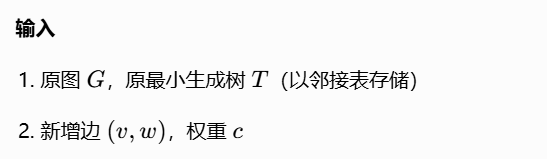 输入
1. 原图 G，原最小生成树 T（以邻接表存储）
2. 新增边 (v, w)，权重 c